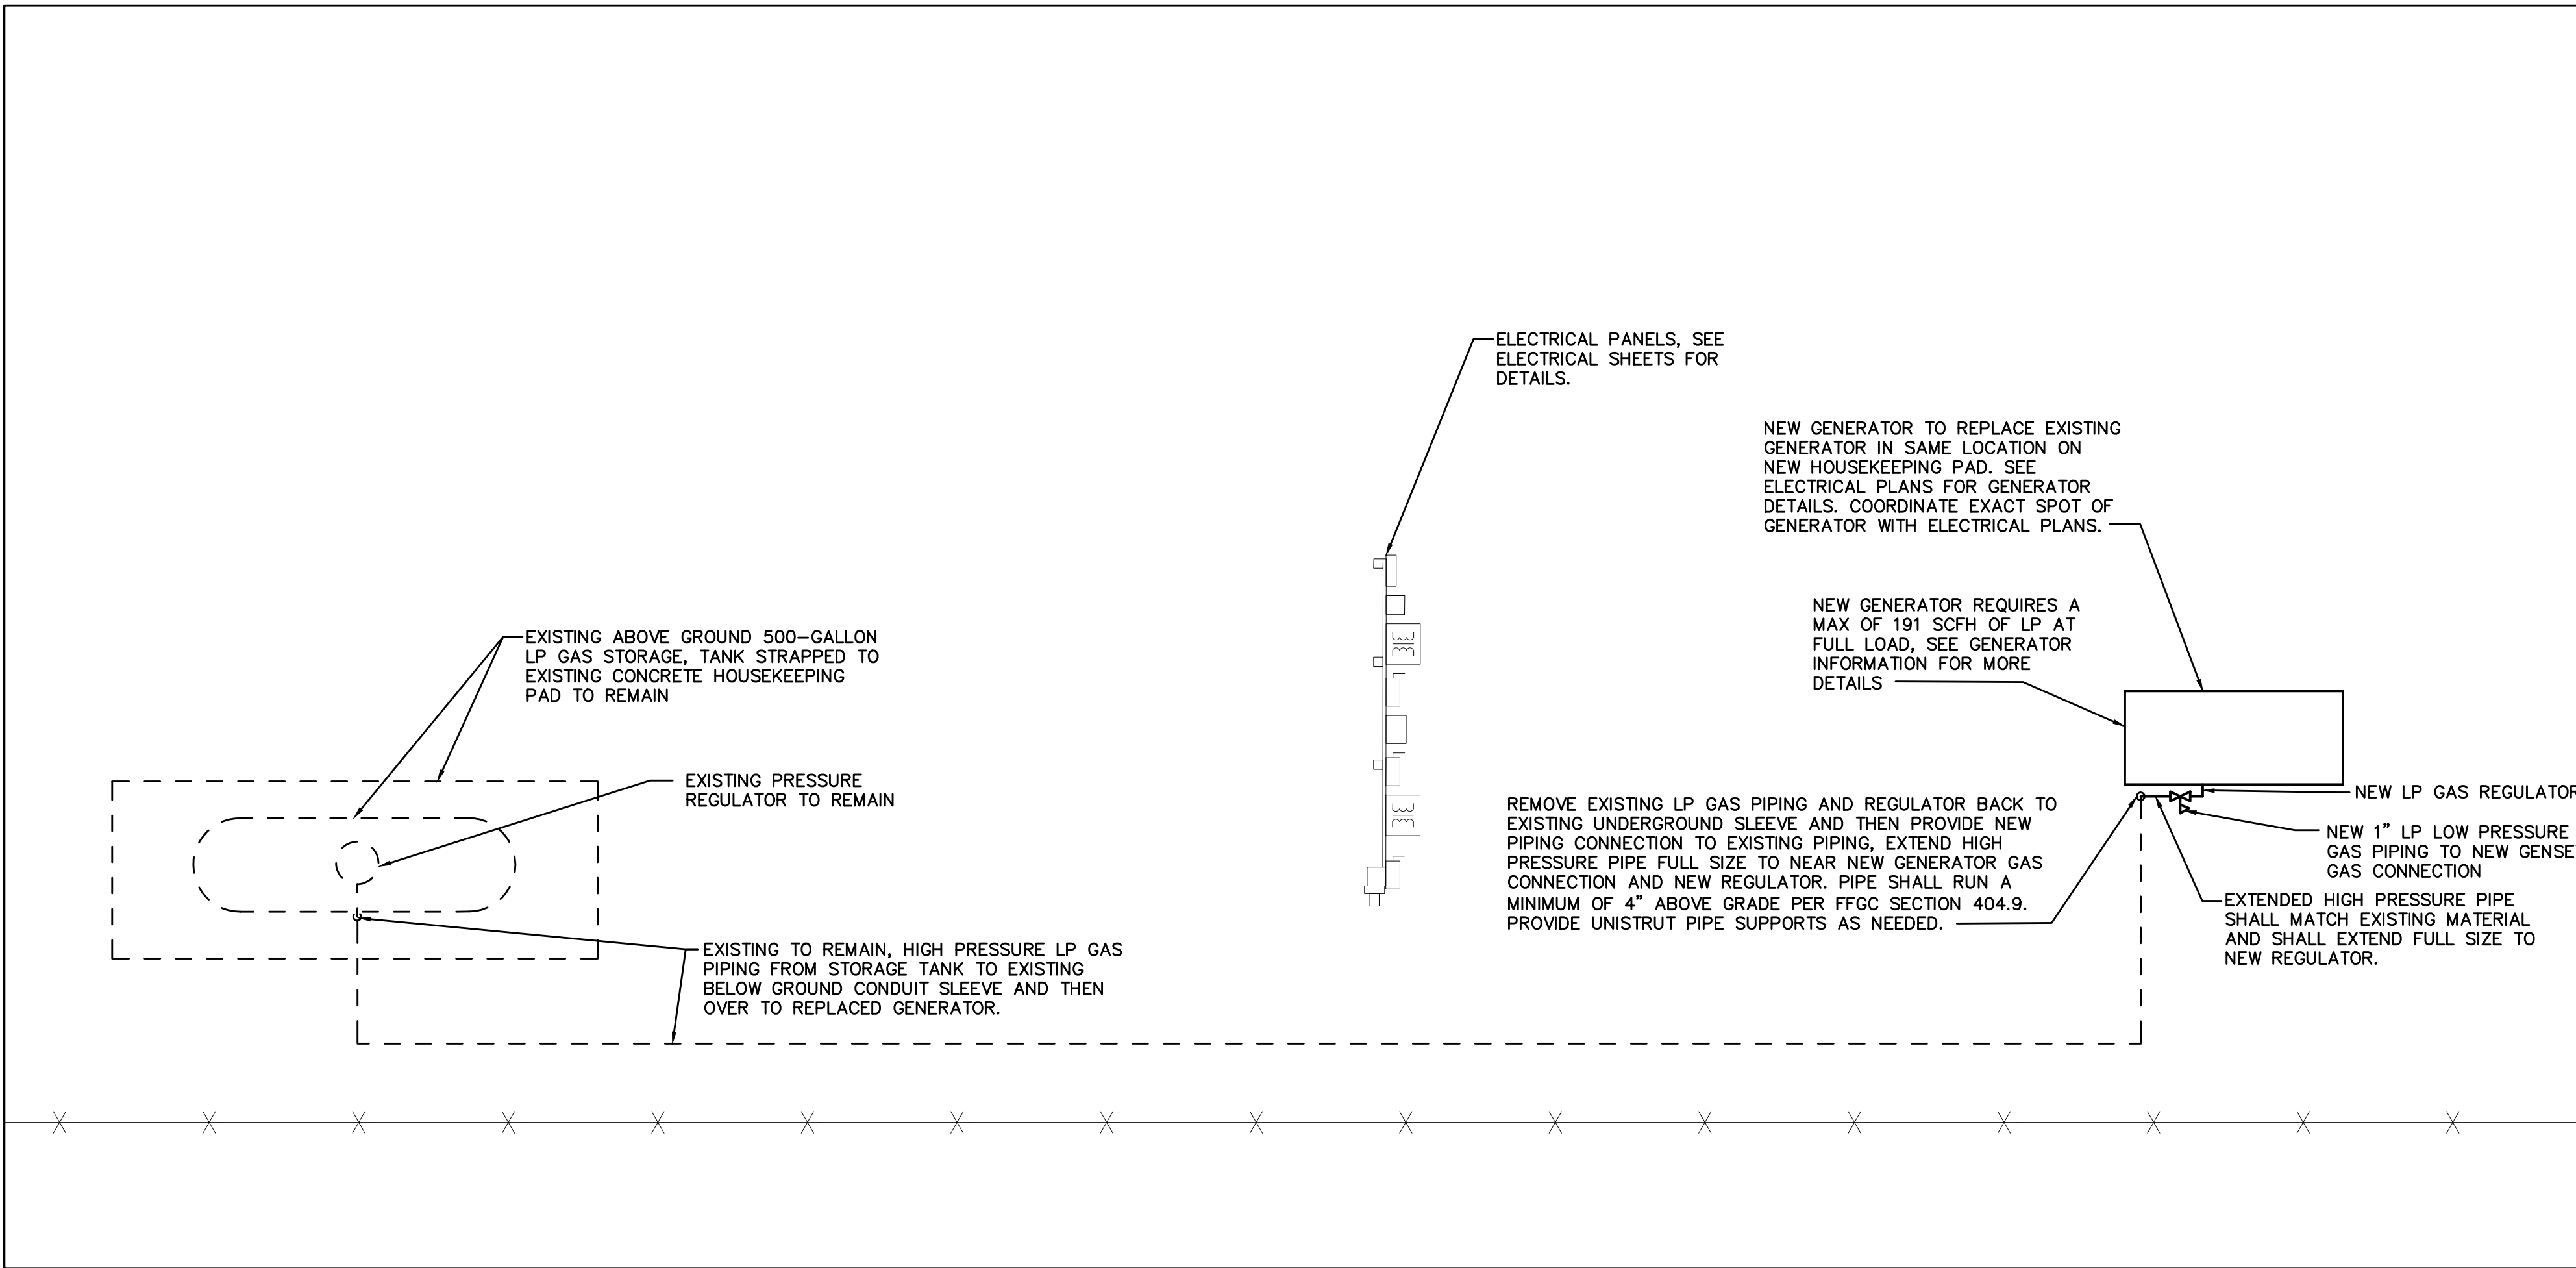 ELECTRICAL PANELS, SEE
ELECTRICAL SHEETS FOR
DETAILS.
NEW GENERATOR TO REPLACE EXISTING
GENERATOR IN SAME LOCATION ON
NEW HOUSEKEEPING PAD. SEE
ELECTRICAL PLANS FOR GENERATOR
DETAILS. COORDINATE EXACT SPOT OF
GENERATOR WITH ELECTRICAL PLANS.
NEW GENERATOR REQUIRES A
MAX OF 191 SCFH OF LP AT
FULL LOAD, SEE GENERATOR
INFORMATION FOR MORE
DETAILS
EXISTING ABOVE GROUND 500-GALLON
LP GAS STORAGE, TANK STRAPPED TO
EXISTING CONCRETE HOUSEKEEPING
PAD TO REMAIN
EXISTING PRESSURE
REGULATOR TO REMAIN
REMOVE EXISTING LP GAS PIPING AND REGULATOR BACK TO
EXISTING UNDERGROUND SLEEVE AND THEN PROVIDE NEW
PIPING CONNECTION TO EXISTING PIPING, EXTEND HIGH
PRESSURE PIPE FULL SIZE TO NEAR NEW GENERATOR GAS
CONNECTION AND NEW REGULATOR. PIPE SHALL RUN A
MINIMUM OF 4" ABOVE GRADE PER FFGC SECTION 404.9.
PROVIDE UNISTRUT PIPE SUPPORTS AS NEEDED.
NEW LP GAS REGULATOR
NEW 1" LP LOW PRESSURE
GAS PIPING TO NEW GENSE
GAS CONNECTION
EXTENDED HIGH PRESSURE PIPE
SHALL MATCH EXISTING MATERIAL
AND SHALL EXTEND FULL SIZE TO
NEW REGULATOR.
EXISTING TO REMAIN, HIGH PRESSURE LP GAS
PIPING FROM STORAGE TANK TO EXISTING
BELOW GROUND CONDUIT SLEEVE AND THEN
OVER TO REPLACED GENERATOR.